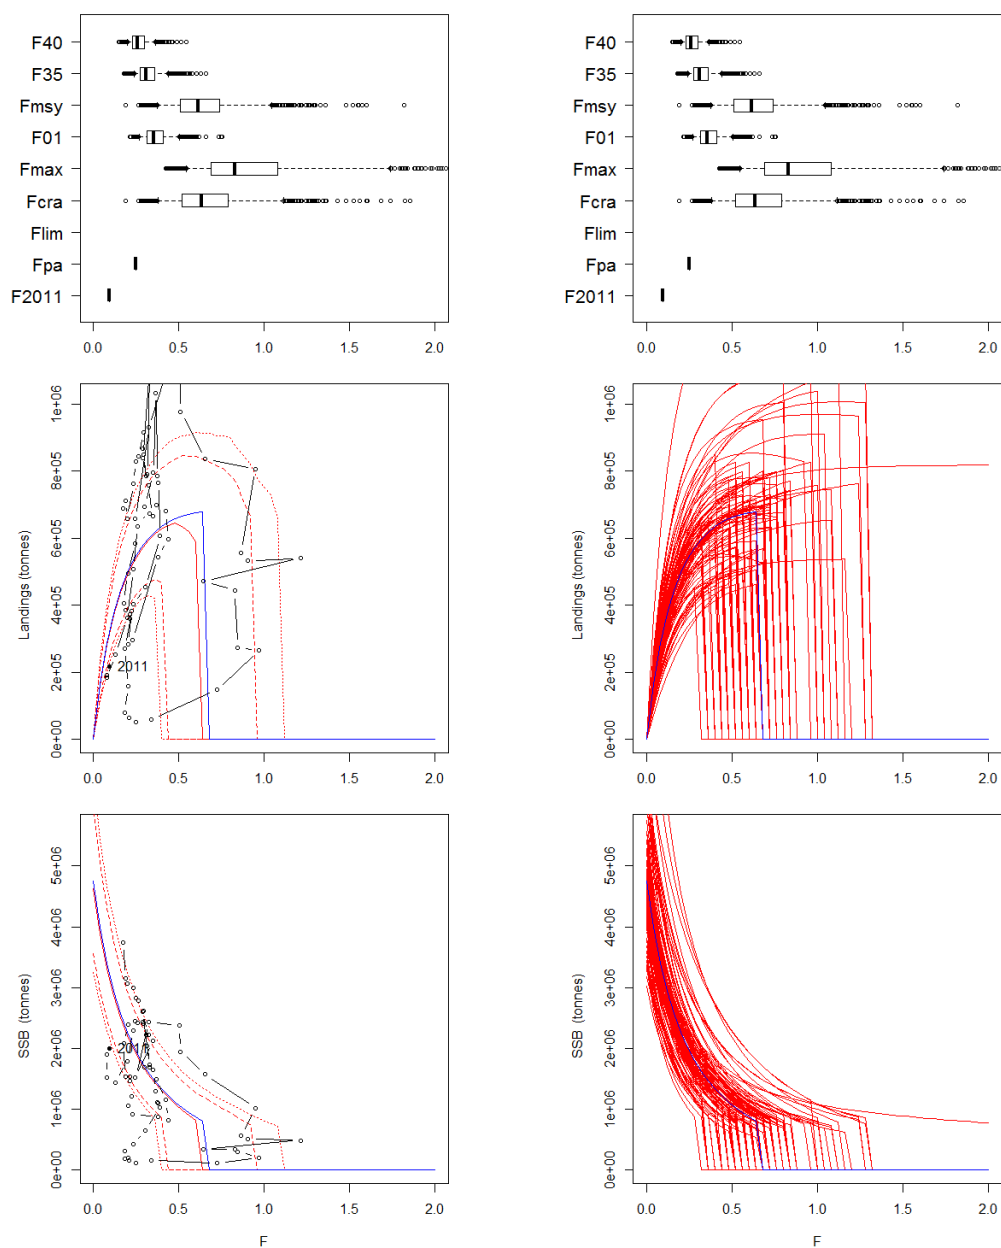 F40
F35
Fmsy
F01
Fmax
Fcra
Flim
Fpa
F2011
0.0 0.5 1.0 1.5 2.0
F40
F35
Fmsy
F01
Fmax
Fcra
Flim
Fpa
F2011
0.0 0.5 1.0 1.5 2.0
Landings (tonnes)
1e+06
8e+05
6e+05
4e+05
2e+05
0e+00
2011
0.0 0.5 1.0 1.5 2.0
Landings (tonnes)
1e+06
8e+05
6e+05
4e+05
2e+05
0e+00
0.0 0.5 1.0 1.5 2.0
SSB (tonnes)
5e+06
4e+06
3e+06
2e+06
1e+06
0e+00
2011
0.0 0.5 1.0 1.5 2.0
F
SSB (tonnes)
5e+06
4e+06
3e+06
2e+06
1e+06
0e+00
0.0 0.5 1.0 1.5 2.0
F